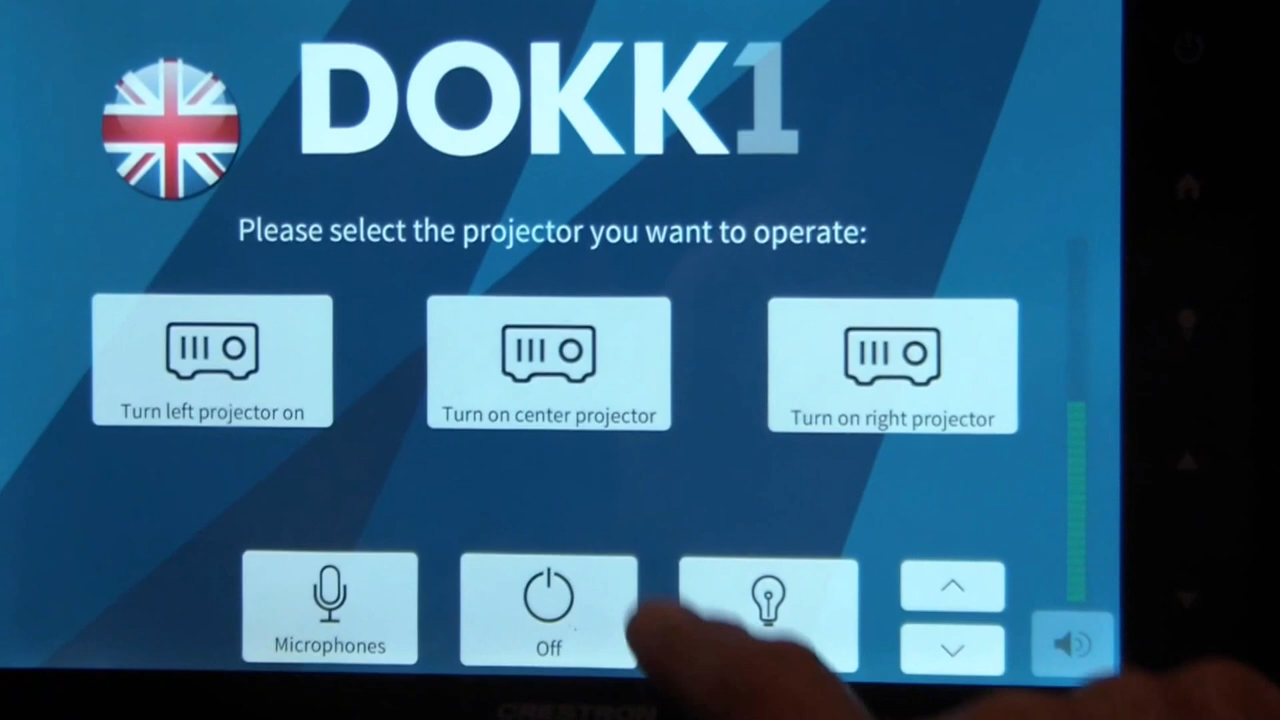 DOKK1
Please select the projector you want to operate:
Turn left projector on
Turn on center projector
Turn on right projector
Microphones
Off
CRESTRON